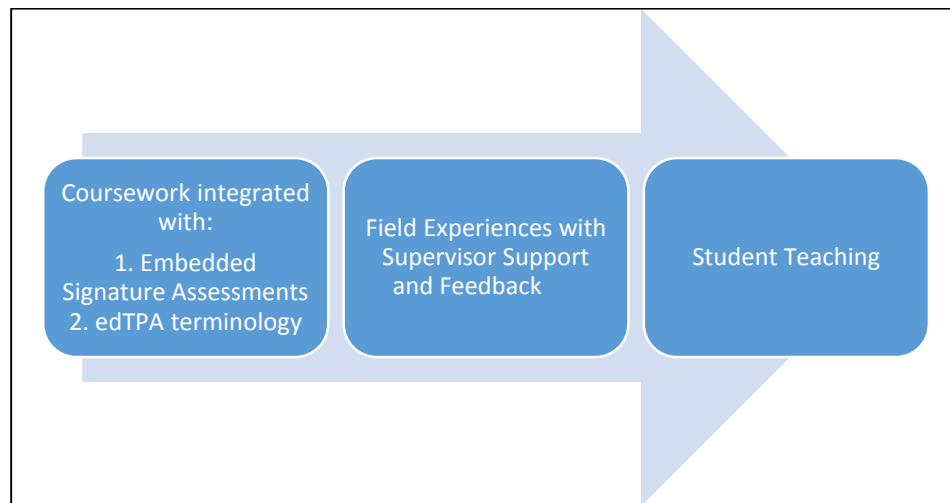 Coursework integrated
with:
1. Embedded
Signature Assessments
2. edTPA terminology
Field Experiences with
Supervisor Support
and Feedback
Student Teaching